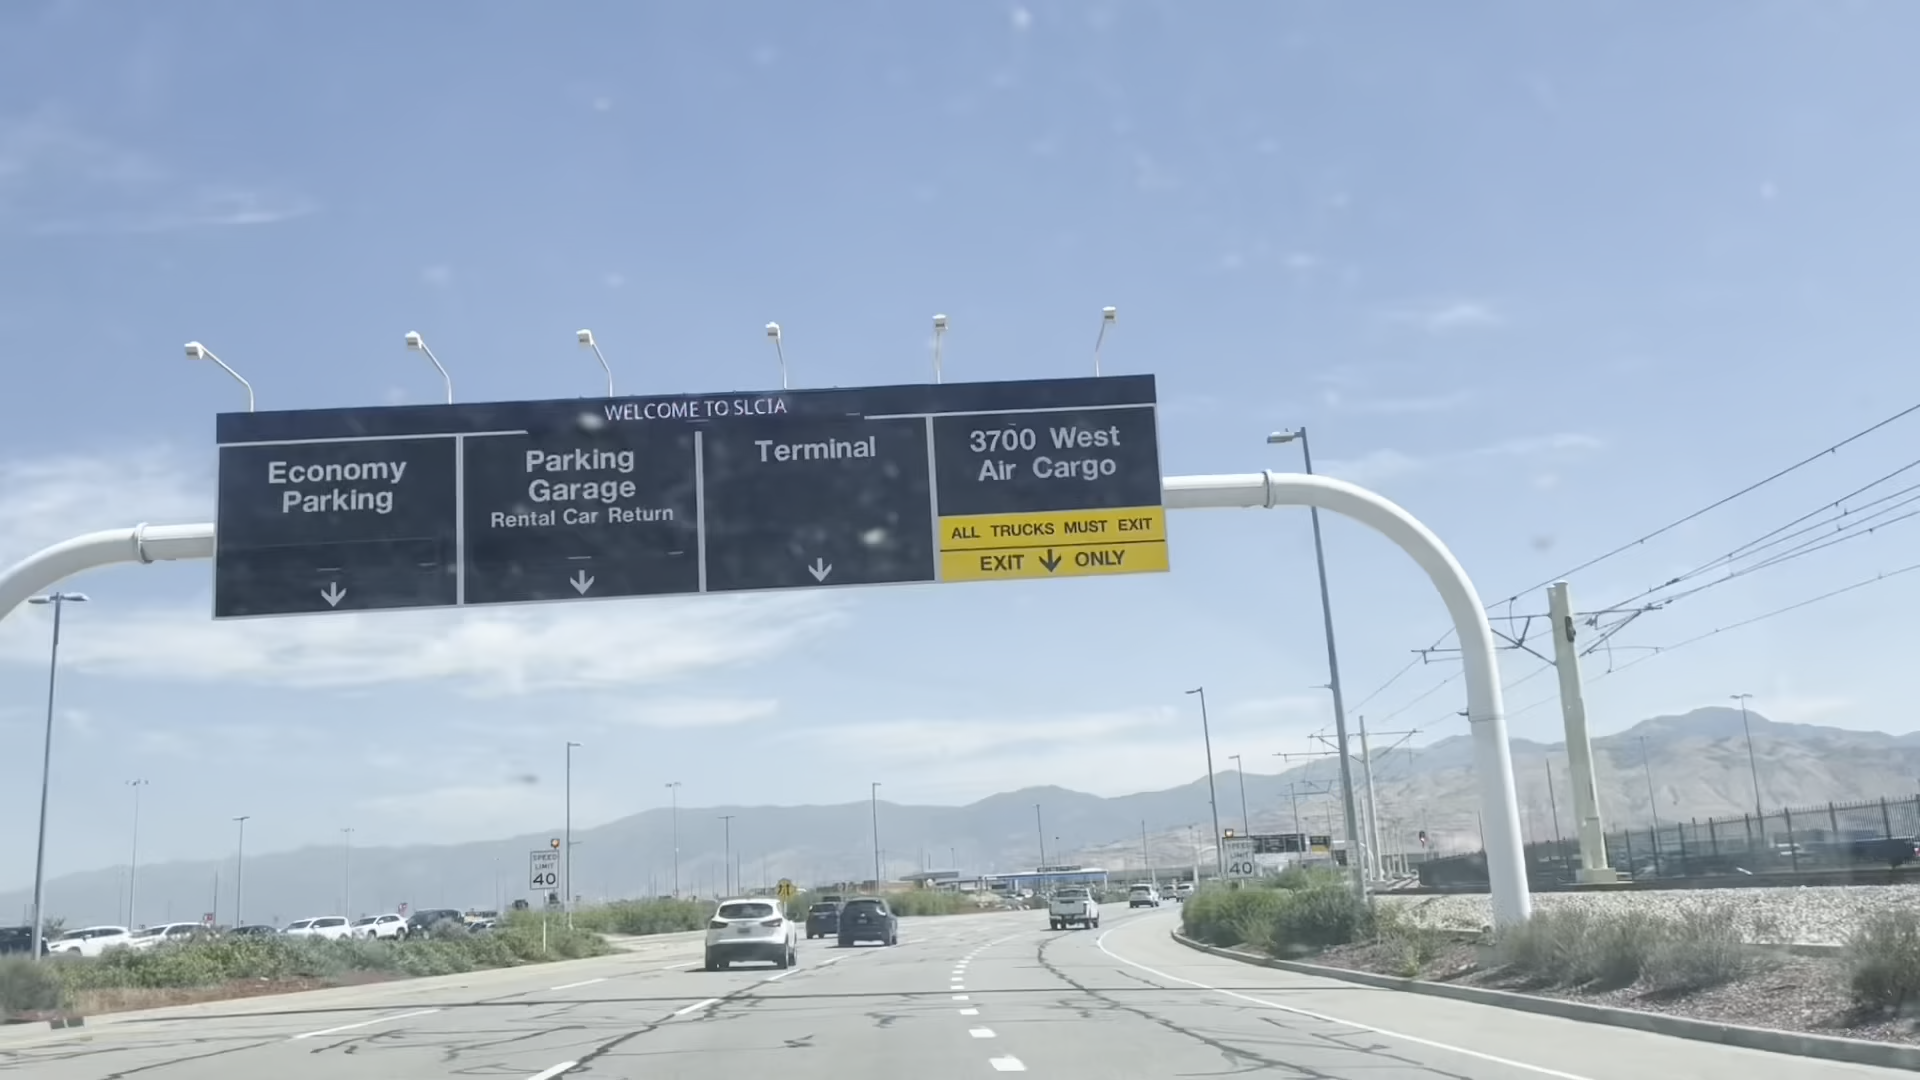 WELCOME TO SLCIA
Economy
Parking
Parking
Garage
Rental Car Return
Terminal
3700 West
Air Cargo
ALL TRUCKS MUST EXIT
EXIT ONLY
SPEED
LIMIT
40
SPEED
LIMIT
40